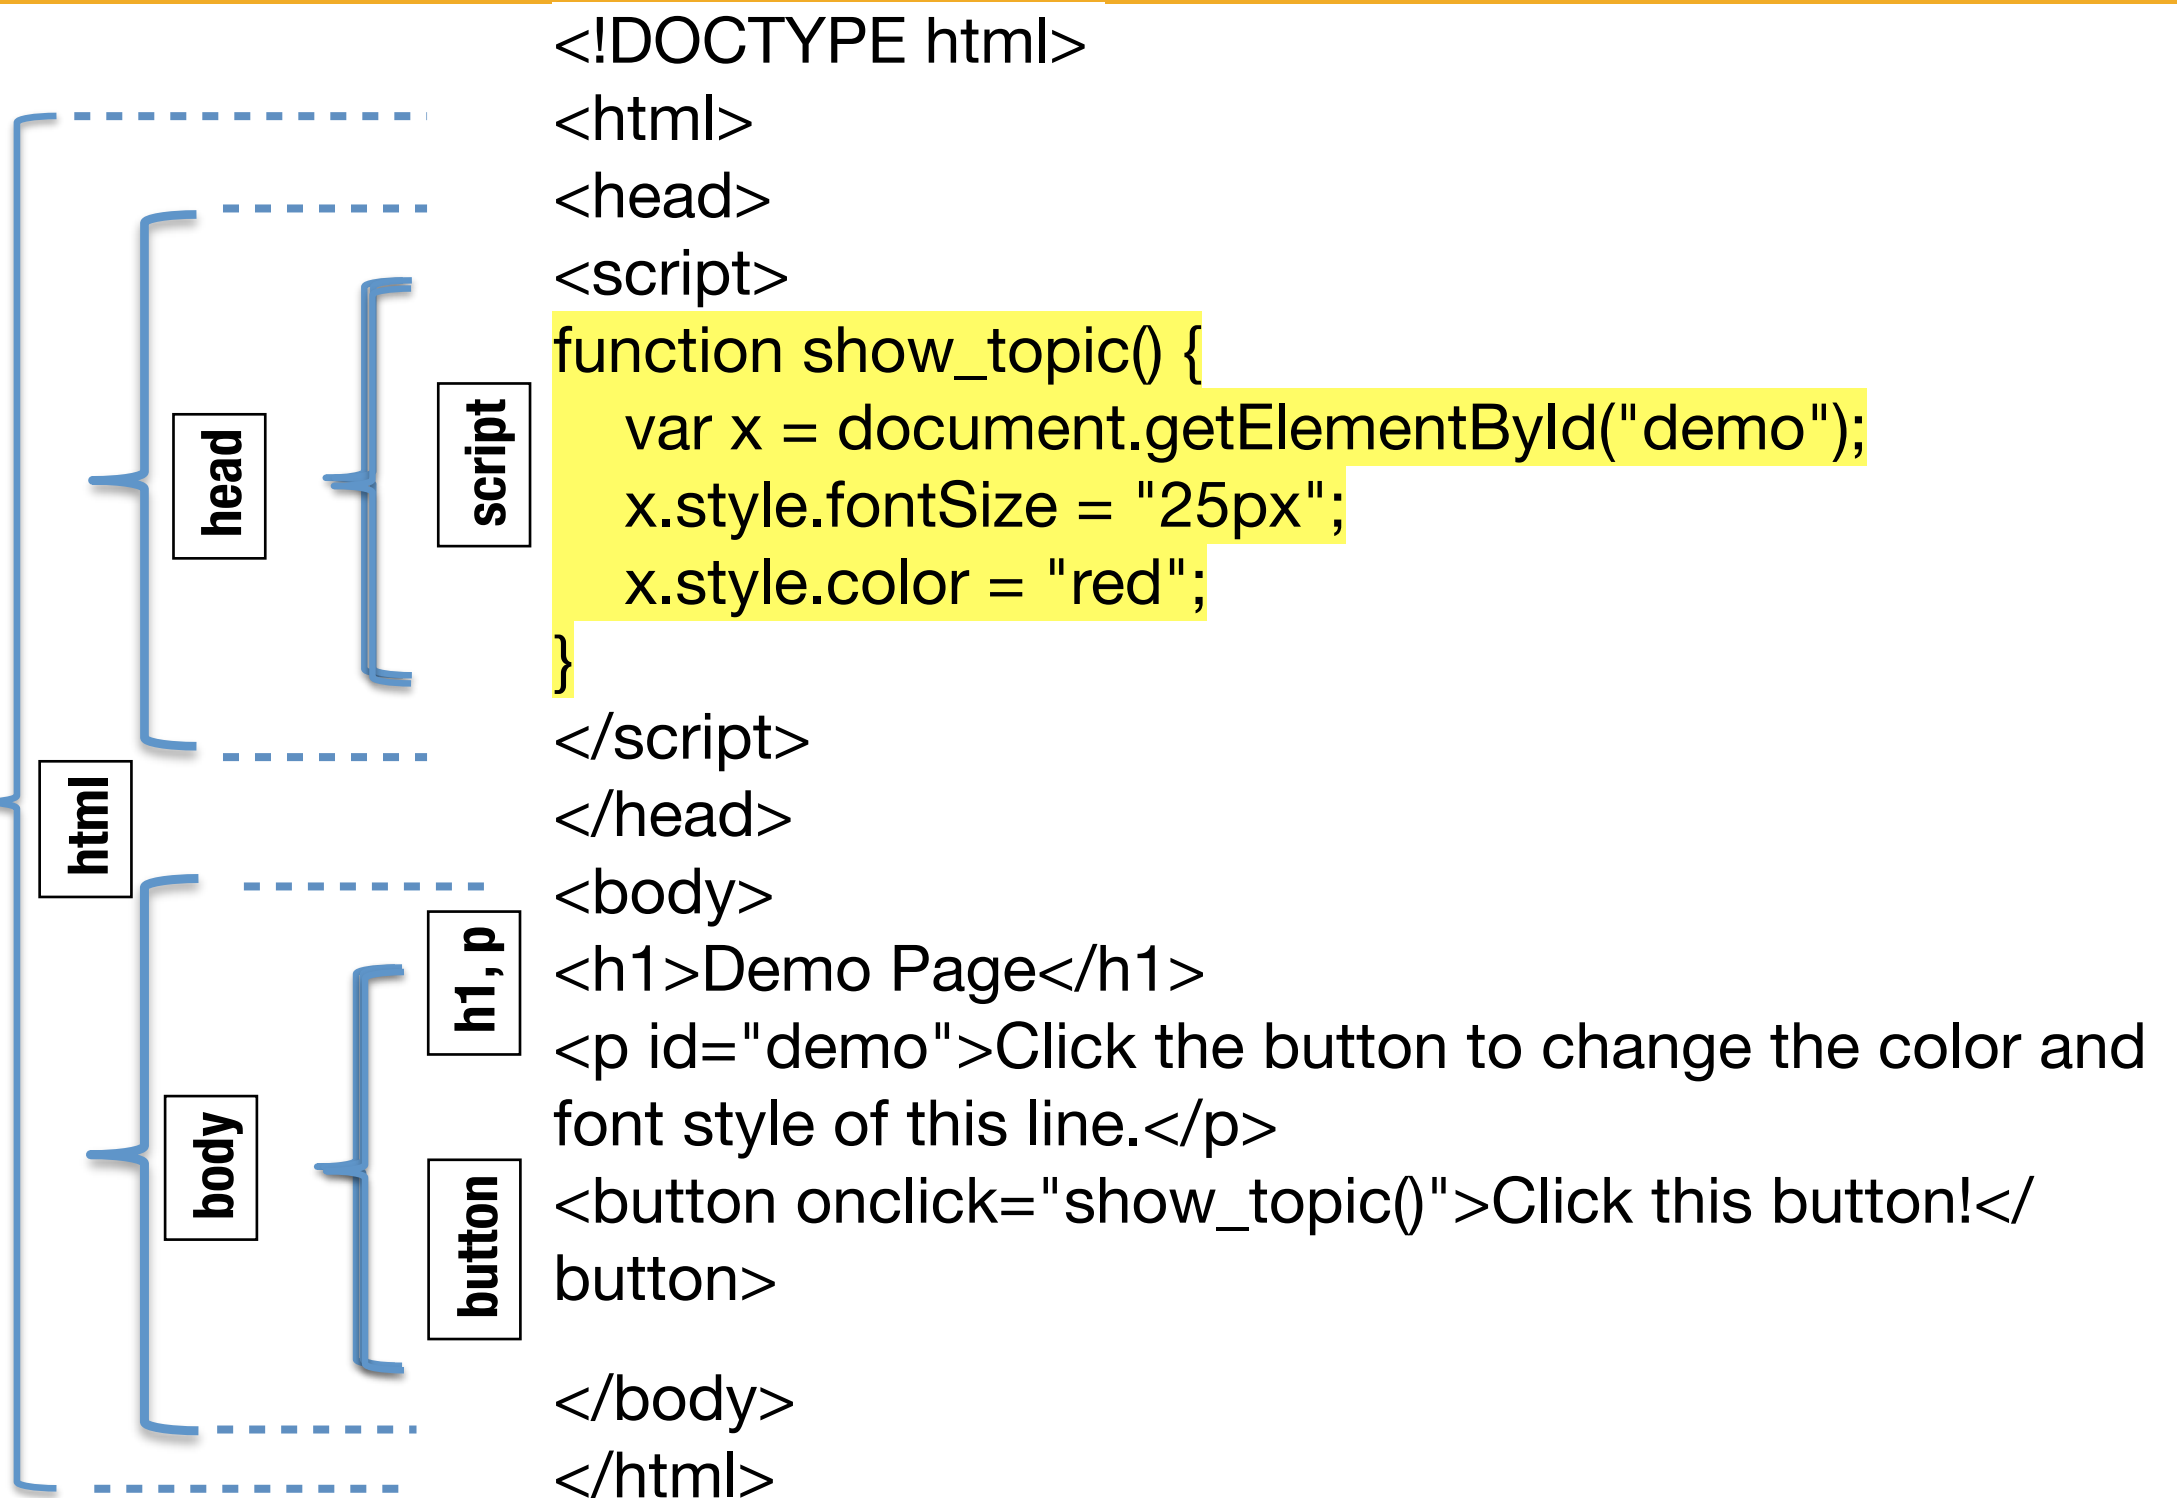 <!DOCTYPE html>
<html>
<head>
<script>
function show_topic() {
var x = document.getElementById("demo");
x.style.fontSize = "25px";
x.style.color = "red";
}
</script>
</head>
<body>
<h1>Demo Page</h1>
<p id="demo">Click the button to change the color and
font style of this line.</p>
<button onclick="show_topic()">Click this button!</
button>
</body>
</html>
html
head
script
body
h1, p
button